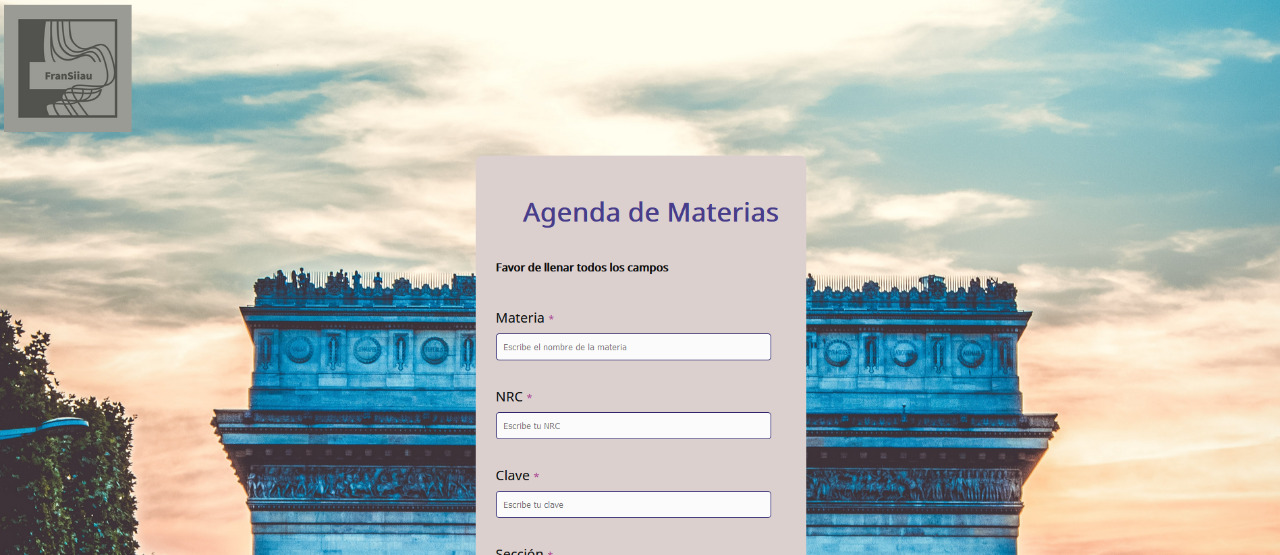 FranSiiau
Agenda de Materias
Favor de llenar todos los campos
Materia *
Escribe el nombre de la materia
NRC *
Escribe tu NRC
Clave *
Escribe tu clave
Sección *